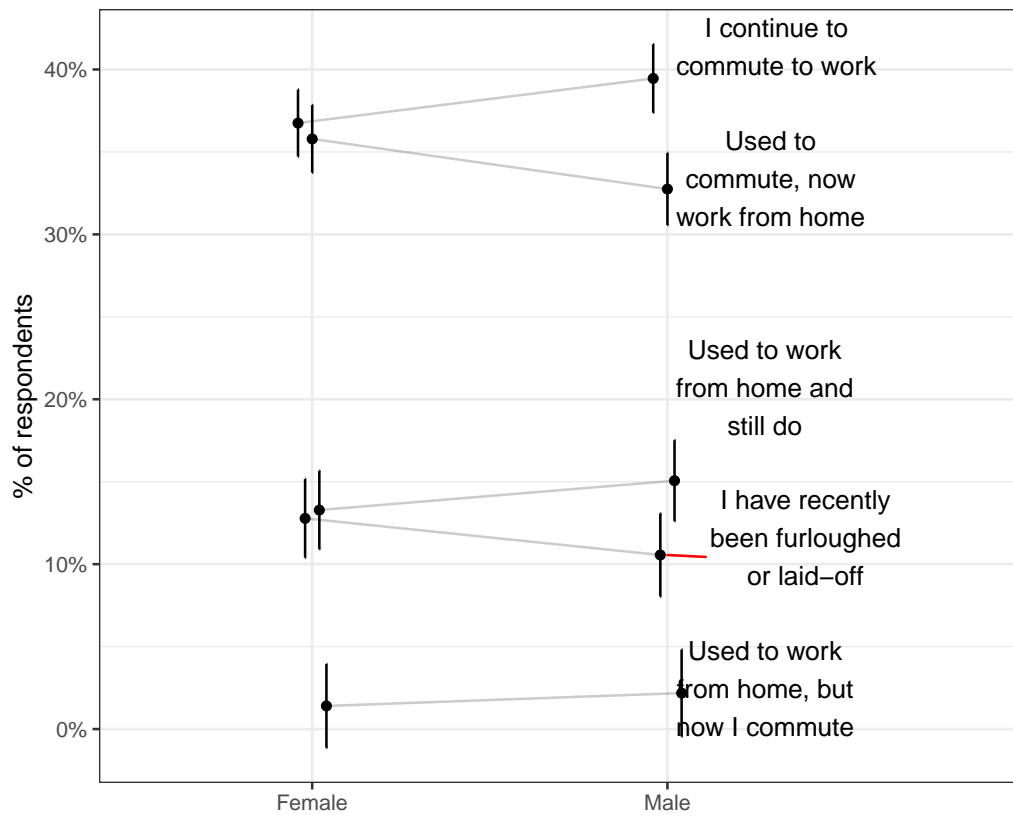 I continue to
commute to work
40%
Used to
commute, now
work from home
30%
% of respondents
Used to work
from home and
still do
20%
I have recently
been furloughed
or laid−off
10%
Used to work
from home, but
now I commute
0%
Female
Male